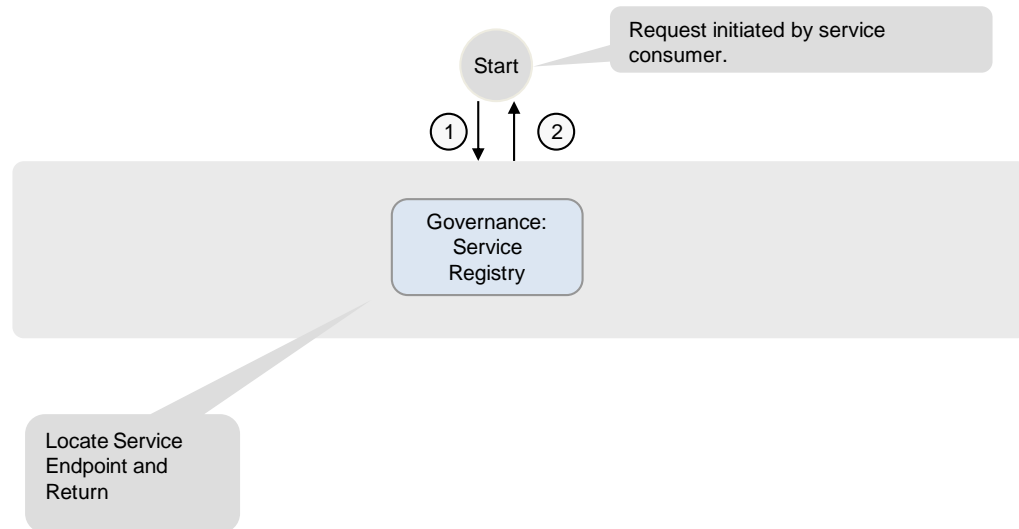 Request initiated by service
consumer.
Start
1
2
Governance:
Service
Registry
Locate Service
Endpoint and
Return